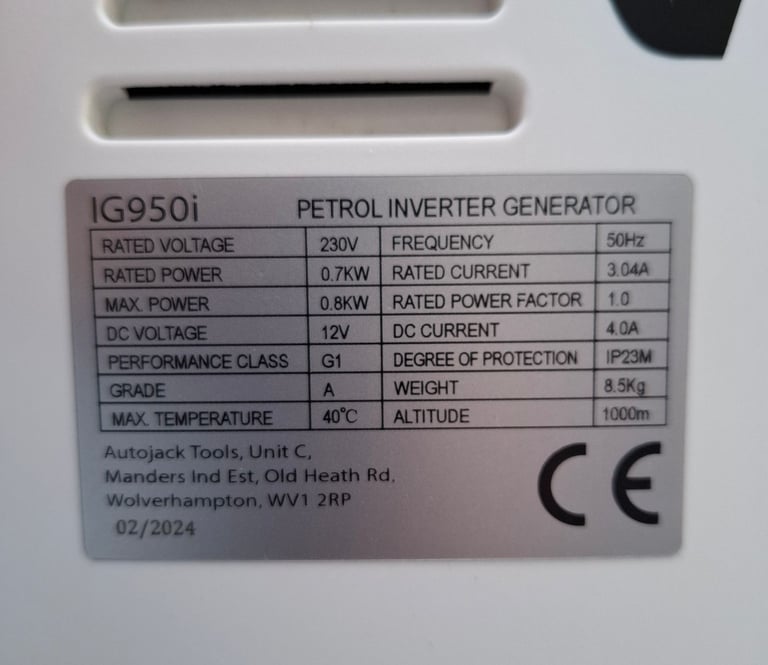 IG950i PETROL INVERTER GENERATOR
RATED VOLTAGE 230V FREQUENCY 50Hz
RATED POWER 0.7KW RATED CURRENT 3.04A
MAX. POWER 0.8KW RATED POWER FACTOR 1.0
DC VOLTAGE 12V DC CURRENT 4.0A
PERFORMANCE CLASS G1 DEGREE OF PROTECTION IP23M
GRADE A WEIGHT 8.5Kg
MAX. TEMPERATURE 40°C ALTITUDE 1000m
Autojack Tools, Unit C,
Manders Ind Est, Old Heath Rd,
Wolverhampton, WV1 2RP
02/2024
CE